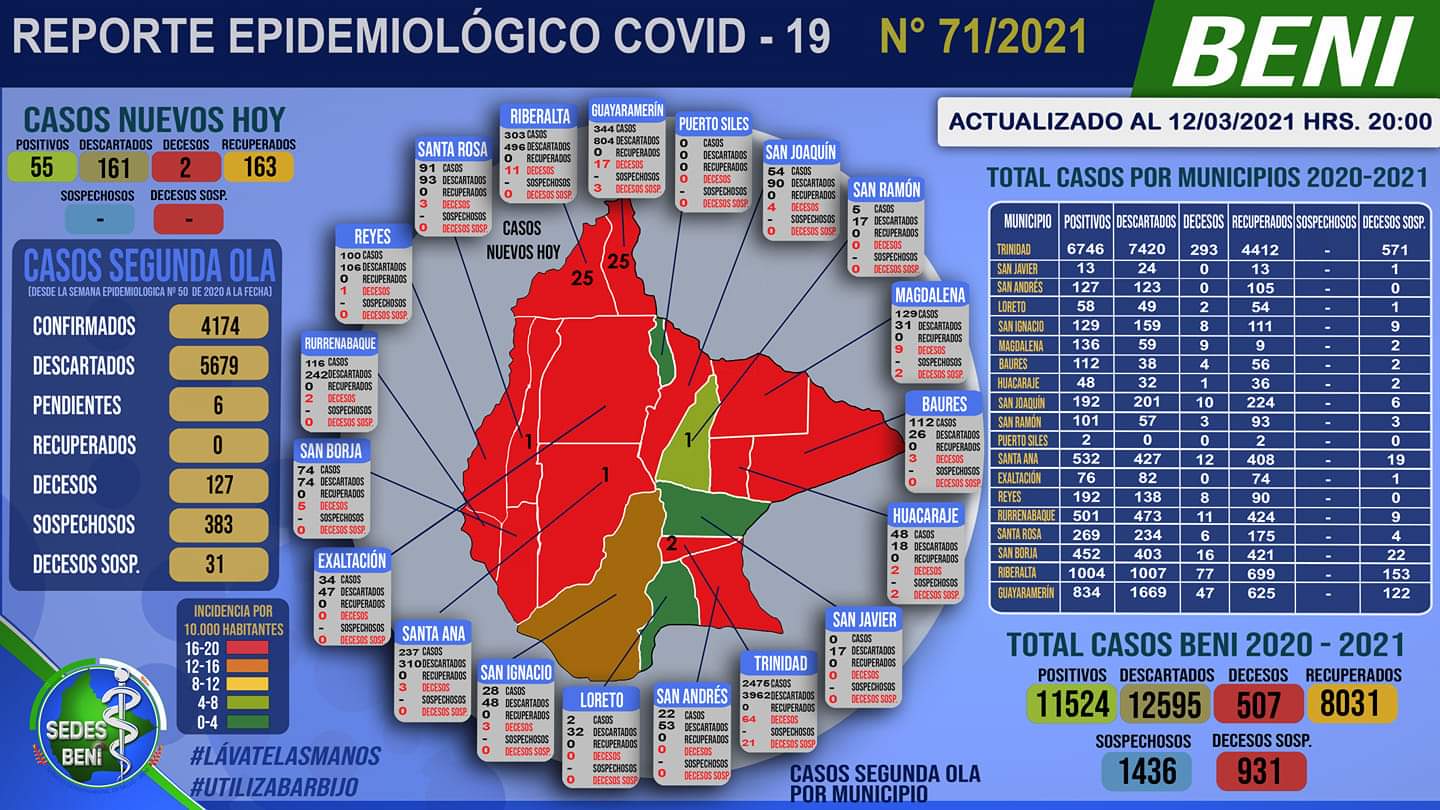 REPORTE EPIDEMIOLÓGICO COVID - 19 N° 71/2021
BENI
ACTUALIZADO AL 12/03/2021 HRS. 20:00
CASOS NUEVOS HOY
POSITIVOS DESCARTADOS DECESOS RECUPERADOS
55 161 2 163
SOSPECHOSOS DECESOS SOSP.
- -
CASOS SEGUNDA OLA
(DESDE LA SEMANA EPIDEMIOLOGICA Nº 50 DE 2020 A LA FECHA)
CONFIRMADOS 4174
DESCARTADOS 5679
PENDIENTES 6
RECUPERADOS 0
DECESOS 127
SOSPECHOSOS 383
DECESOS SOSP. 31
INCIDENCIA POR
10.000 HABITANTES
16-20
12-16
8-12
4-8
0-4
SEDES
BENÍ
#LÁVATELASMANOS
#UTILIZABARBIJO
CASOS
NUEVOS HOY
25
25
1
1
1
2
RIBERALTA
303 CASOS
496 DESCARTADOS
0 RECUPERADOS
11 DECESOS
- SOSPECHOSOS
0 DECESOS SOSP.
GUAYARAMERÍN
344 CASOS
804 DESCARTADOS
0 RECUPERADOS
17 DECESOS
- SOSPECHOSOS
3 DECESOS SOSP.
PUERTO SILES
0 CASOS
0 DESCARTADOS
0 RECUPERADOS
0 DECESOS
- SOSPECHOSOS
0 DECESOS SOSP.
SANTA ROSA
91 CASOS
93 DESCARTADOS
0 RECUPERADOS
3 DECESOS
- SOSPECHOSOS
0 DECESOS SOSP.
SAN JOAQUÍN
54 CASOS
90 DESCARTADOS
0 RECUPERADOS
4 DECESOS
- SOSPECHOSOS
0 DECESOS SOSP.
SAN RAMÓN
5 CASOS
17 DESCARTADOS
0 RECUPERADOS
0 DECESOS
- SOSPECHOSOS
0 DECESOS SOSP.
REYES
100 CASOS
106 DESCARTADOS
0 RECUPERADOS
1 DECESOS
- SOSPECHOSOS
0 DECESOS SOSP.
MAGDALENA
129 CASOS
31 DESCARTADOS
0 RECUPERADOS
9 DECESOS
- SOSPECHOSOS
2 DECESOS SOSP.
RURRENABAQUE
116 CASOS
242 DESCARTADOS
0 RECUPERADOS
2 DECESOS
- SOSPECHOSOS
0 DECESOS SOSP.
BAURES
112 CASOS
26 DESCARTADOS
0 RECUPERADOS
3 DECESOS
- SOSPECHOSOS
0 DECESOS SOSP.
SAN BORJA
74 CASOS
74 DESCARTADOS
0 RECUPERADOS
5 DECESOS
- SOSPECHOSOS
0 DECESOS SOSP.
HUACARAJE
48 CASOS
18 DESCARTADOS
0 RECUPERADOS
2 DECESOS
- SOSPECHOSOS
2 DECESOS SOSP.
EXALTACIÓN
34 CASOS
47 DESCARTADOS
0 RECUPERADOS
0 DECESOS
- SOSPECHOSOS
0 DECESOS SOSP.
SAN JAVIER
0 CASOS
17 DESCARTADOS
0 RECUPERADOS
0 DECESOS
- SOSPECHOSOS
0 DECESOS SOSP.
SANTA ANA
237 CASOS
310 DESCARTADOS
0 RECUPERADOS
3 DECESOS
- SOSPECHOSOS
0 DECESOS SOSP.
SAN IGNACIO
28 CASOS
48 DESCARTADOS
0 RECUPERADOS
3 DECESOS
- SOSPECHOSOS
0 DECESOS SOSP.
LORETO
2 CASOS
32 DESCARTADOS
0 RECUPERADOS
0 DECESOS
- SOSPECHOSOS
0 DECESOS SOSP.
SAN ANDRÉS
22 CASOS
53 DESCARTADOS
0 RECUPERADOS
0 DECESOS
- SOSPECHOSOS
0 DECESOS SOSP.
TRINIDAD
2475 CASOS
3962 DESCARTADOS
0 RECUPERADOS
64 DECESOS
- SOSPECHOSOS
21 DECESOS SOSP.
CASOS SEGUNDA OLA
POR MUNICIPIO
TOTAL CASOS POR MUNICIPIOS 2020-2021
MUNICIPIO POSITIVOS DESCARTADOS DECESOS RECUPERADOS SOSPECHOSOS DECESOS SOSP.
TRINIDAD 6746 7420 293 4412 - 571
SAN JAVIER 13 24 0 13 - 1
SAN ANDRÉS 127 123 0 105 - 0
LORETO 58 49 2 54 - 1
SAN IGNACIO 129 159 8 111 - 9
MAGDALENA 136 59 9 9 - 2
BAURES 112 38 4 56 - 2
HUACARAJE 48 32 1 36 - 2
SAN JOAQUÍN 192 201 10 224 - 6
SAN RAMÓN 101 57 3 93 - 3
PUERTO SILES 2 0 0 2 - 0
SANTA ANA 532 427 12 408 - 19
EXALTACIÓN 76 82 0 74 - 1
REYES 192 138 8 90 - 0
RURRENABAQUE 501 473 11 424 - 9
SANTA ROSA 269 234 6 175 - 4
SAN BORJA 452 403 16 421 - 22
RIBERALTA 1004 1007 77 699 - 153
GUAYARAMERÍN 834 1669 47 625 - 122
TOTAL CASOS BENI 2020 - 2021
POSITIVOS DESCARTADOS DECESOS RECUPERADOS
11524 12595 507 8031
SOSPECHOSOS DECESOS SOSP.
1436 931